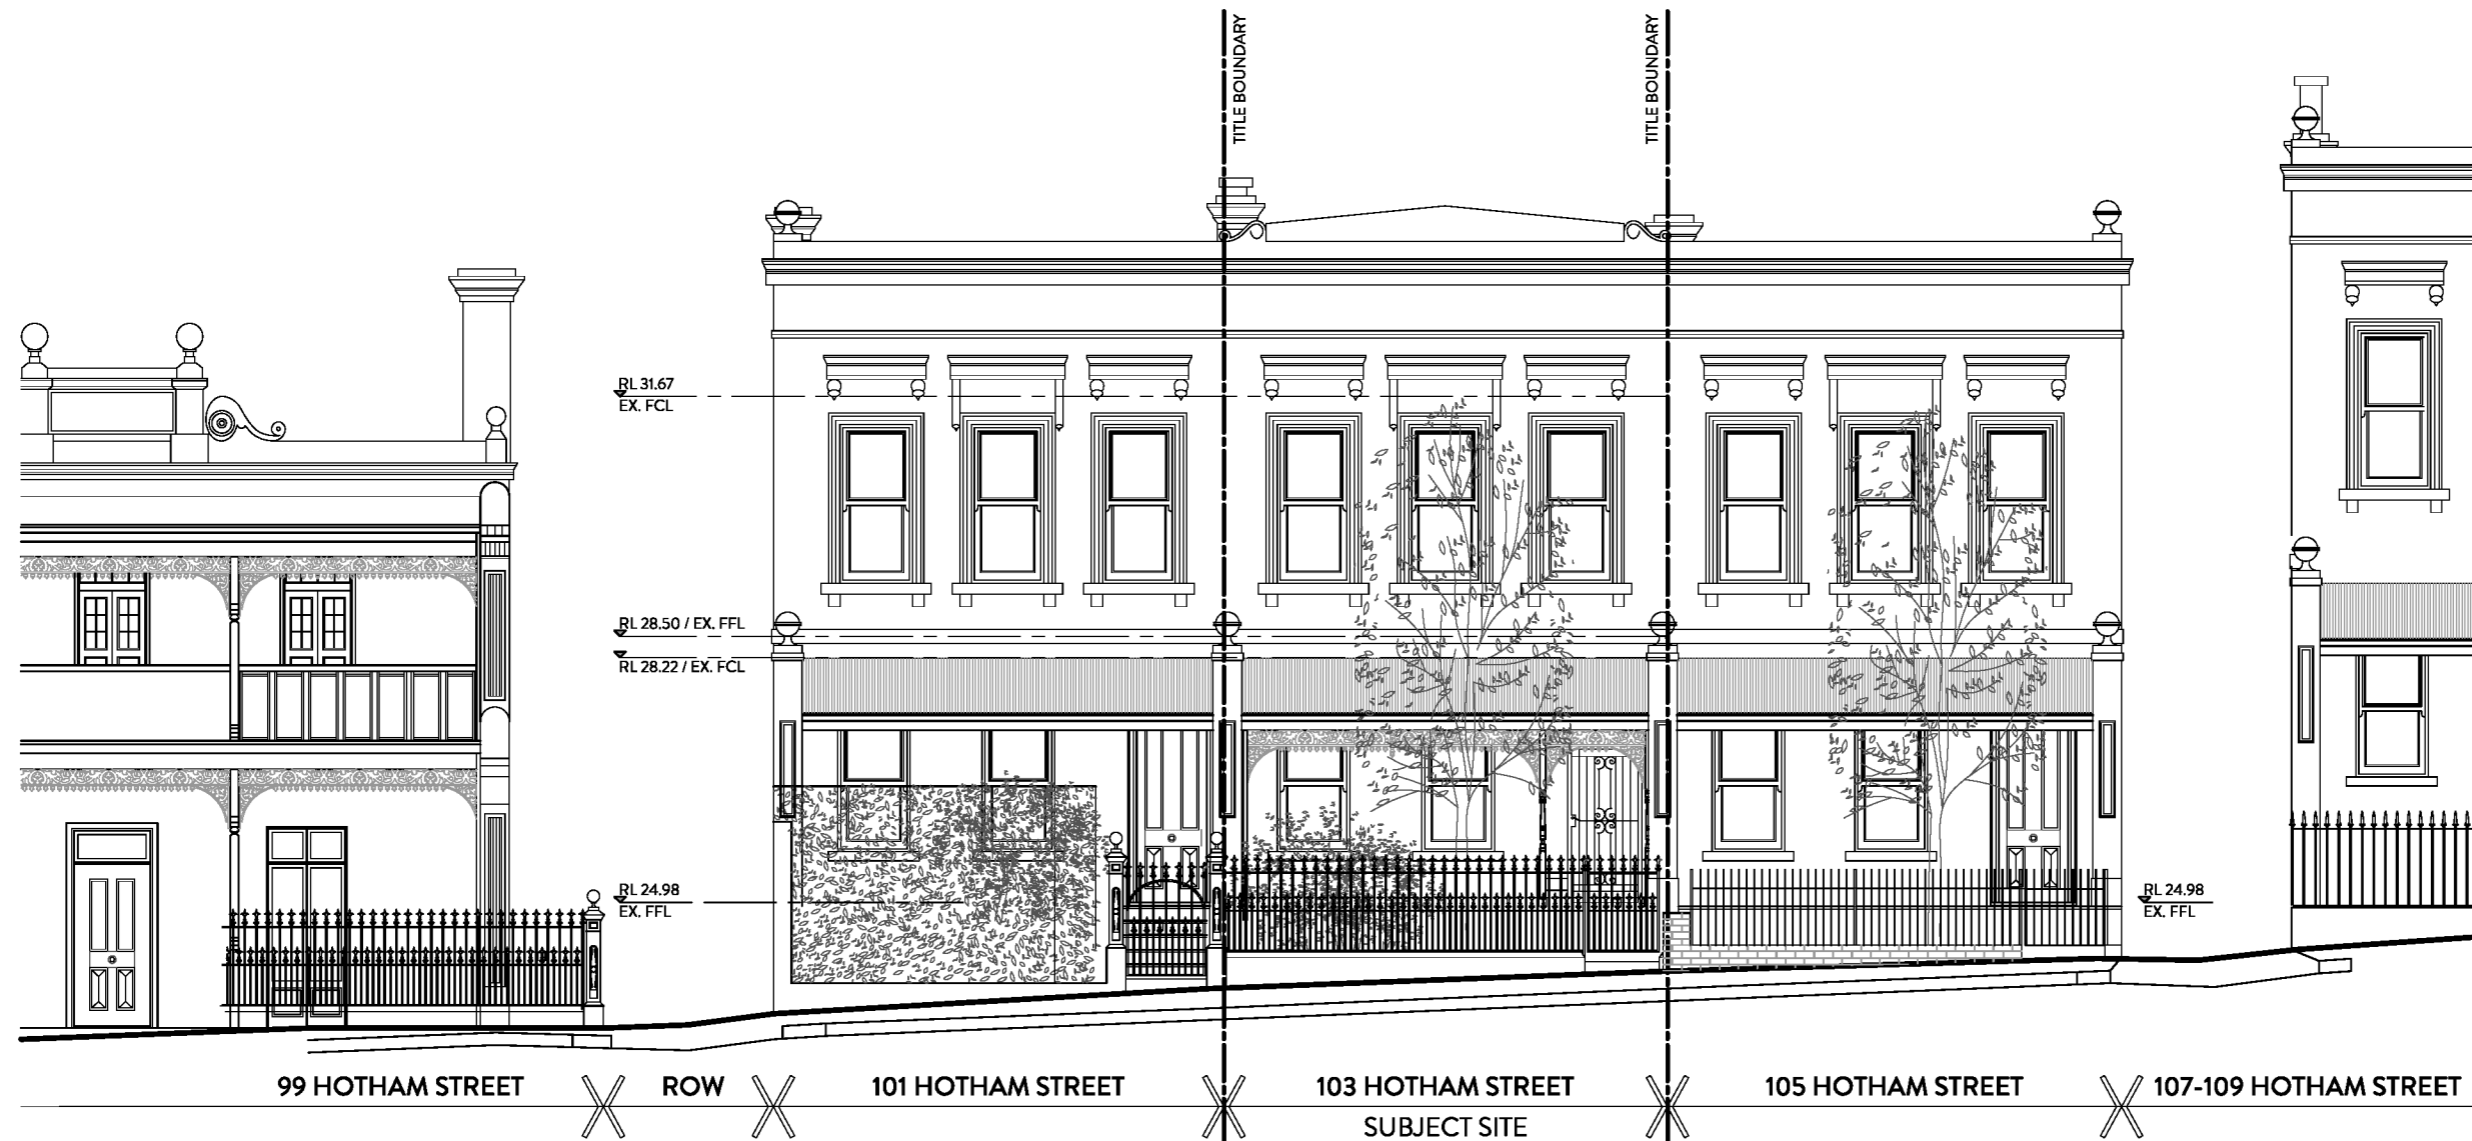 TITLE BOUNDARY
TITLE BOUNDARY
RL 31.67
EX. FCL
RL 28.50 / EX. FFL
RL 28.22 / EX. FCL
RL 24.98
EX. FFL
RL 24.98
EX. FFL
99 HOTHAM STREET
ROW
101 HOTHAM STREET
103 HOTHAM STREET
105 HOTHAM STREET
107-109 HOTHAM STREET
SUBJECT SITE